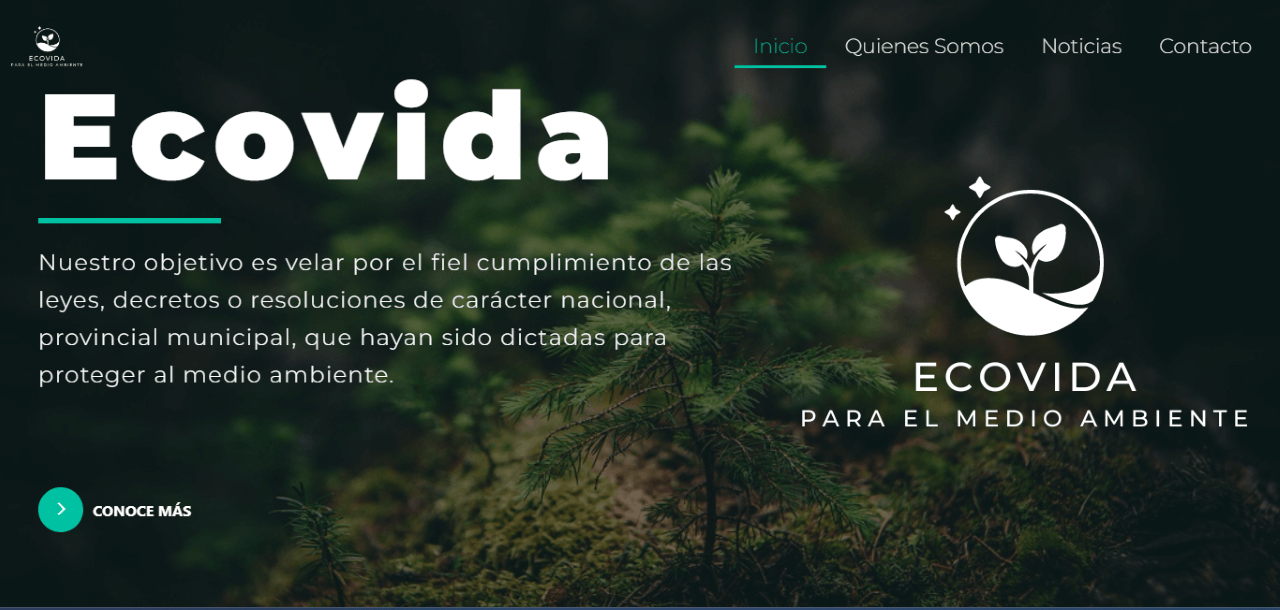 ECOVIDA
PARA EL MEDIO AMBIENTE
Inicio
Quienes Somos
Noticias
Contacto
Ecovida
Nuestro objetivo es velar por el fiel cumplimiento de las
leyes, decretos o resoluciones de carácter nacional,
provincial municipal, que hayan sido dictadas para
proteger al medio ambiente.
ECOVIDA
PARA EL MEDIO AMBIENTE
CONOCE MÁS